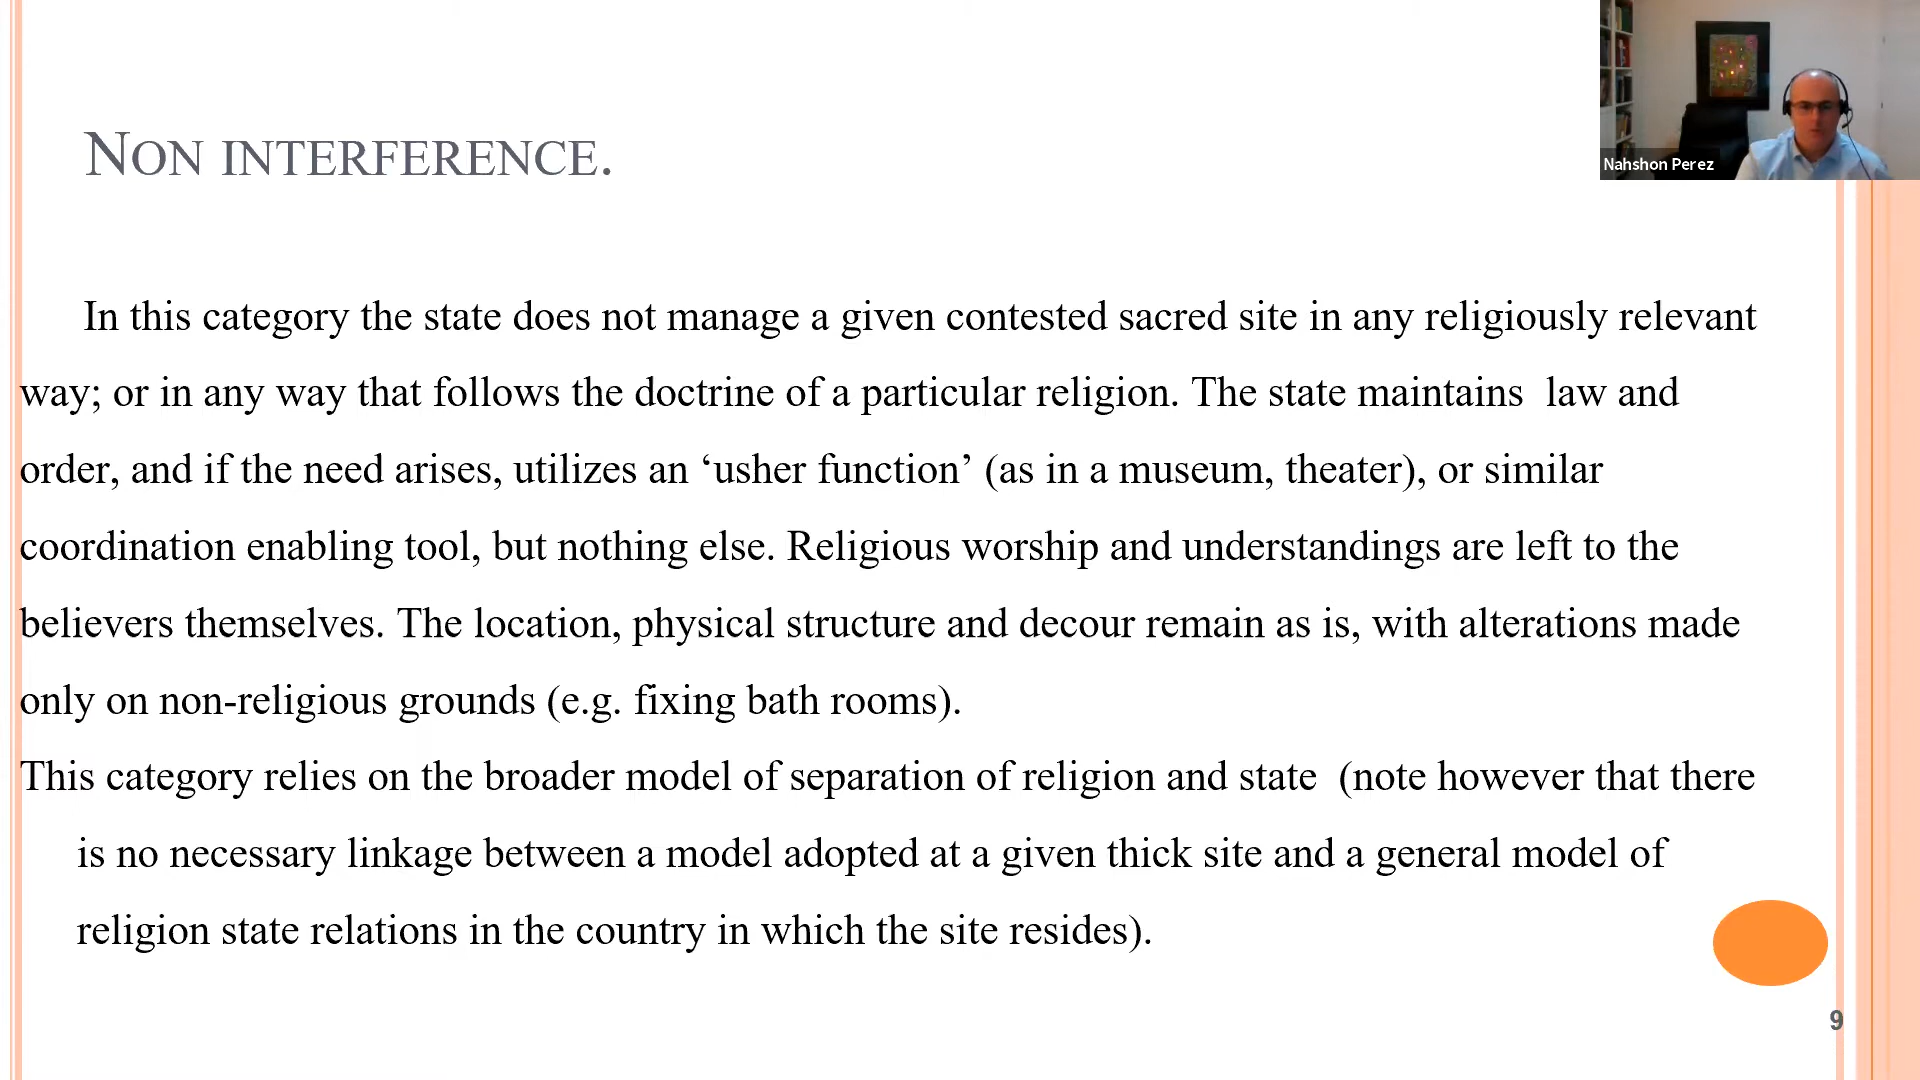 NON INTERFERENCE.
Nahshon Perez
In this category the state does not manage a given contested sacred site in any religiously relevant
way; or in any way that follows the doctrine of a particular religion. The state maintains  law and
order, and if the need arises, utilizes an ‘usher function’ (as in a museum, theater), or similar
coordination enabling tool, but nothing else. Religious worship and understandings are left to the
believers themselves. The location, physical structure and decour remain as is, with alterations made
only on non-religious grounds (e.g. fixing bath rooms).
This category relies on the broader model of separation of religion and state  (note however that there
is no necessary linkage between a model adopted at a given thick site and a general model of
religion state relations in the country in which the site resides).
9